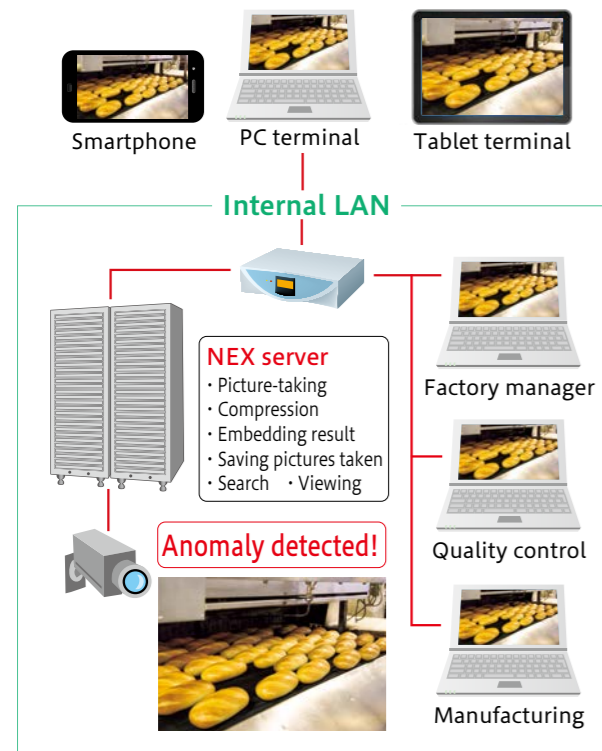 Smartphone
PC terminal
Tablet terminal
Internal LAN
NEX server
・Picture-taking
・Compression
・Embedding result
・Saving pictures taken
・Search ・Viewing
Factory manager
Anomaly detected!
Quality control
Manufacturing